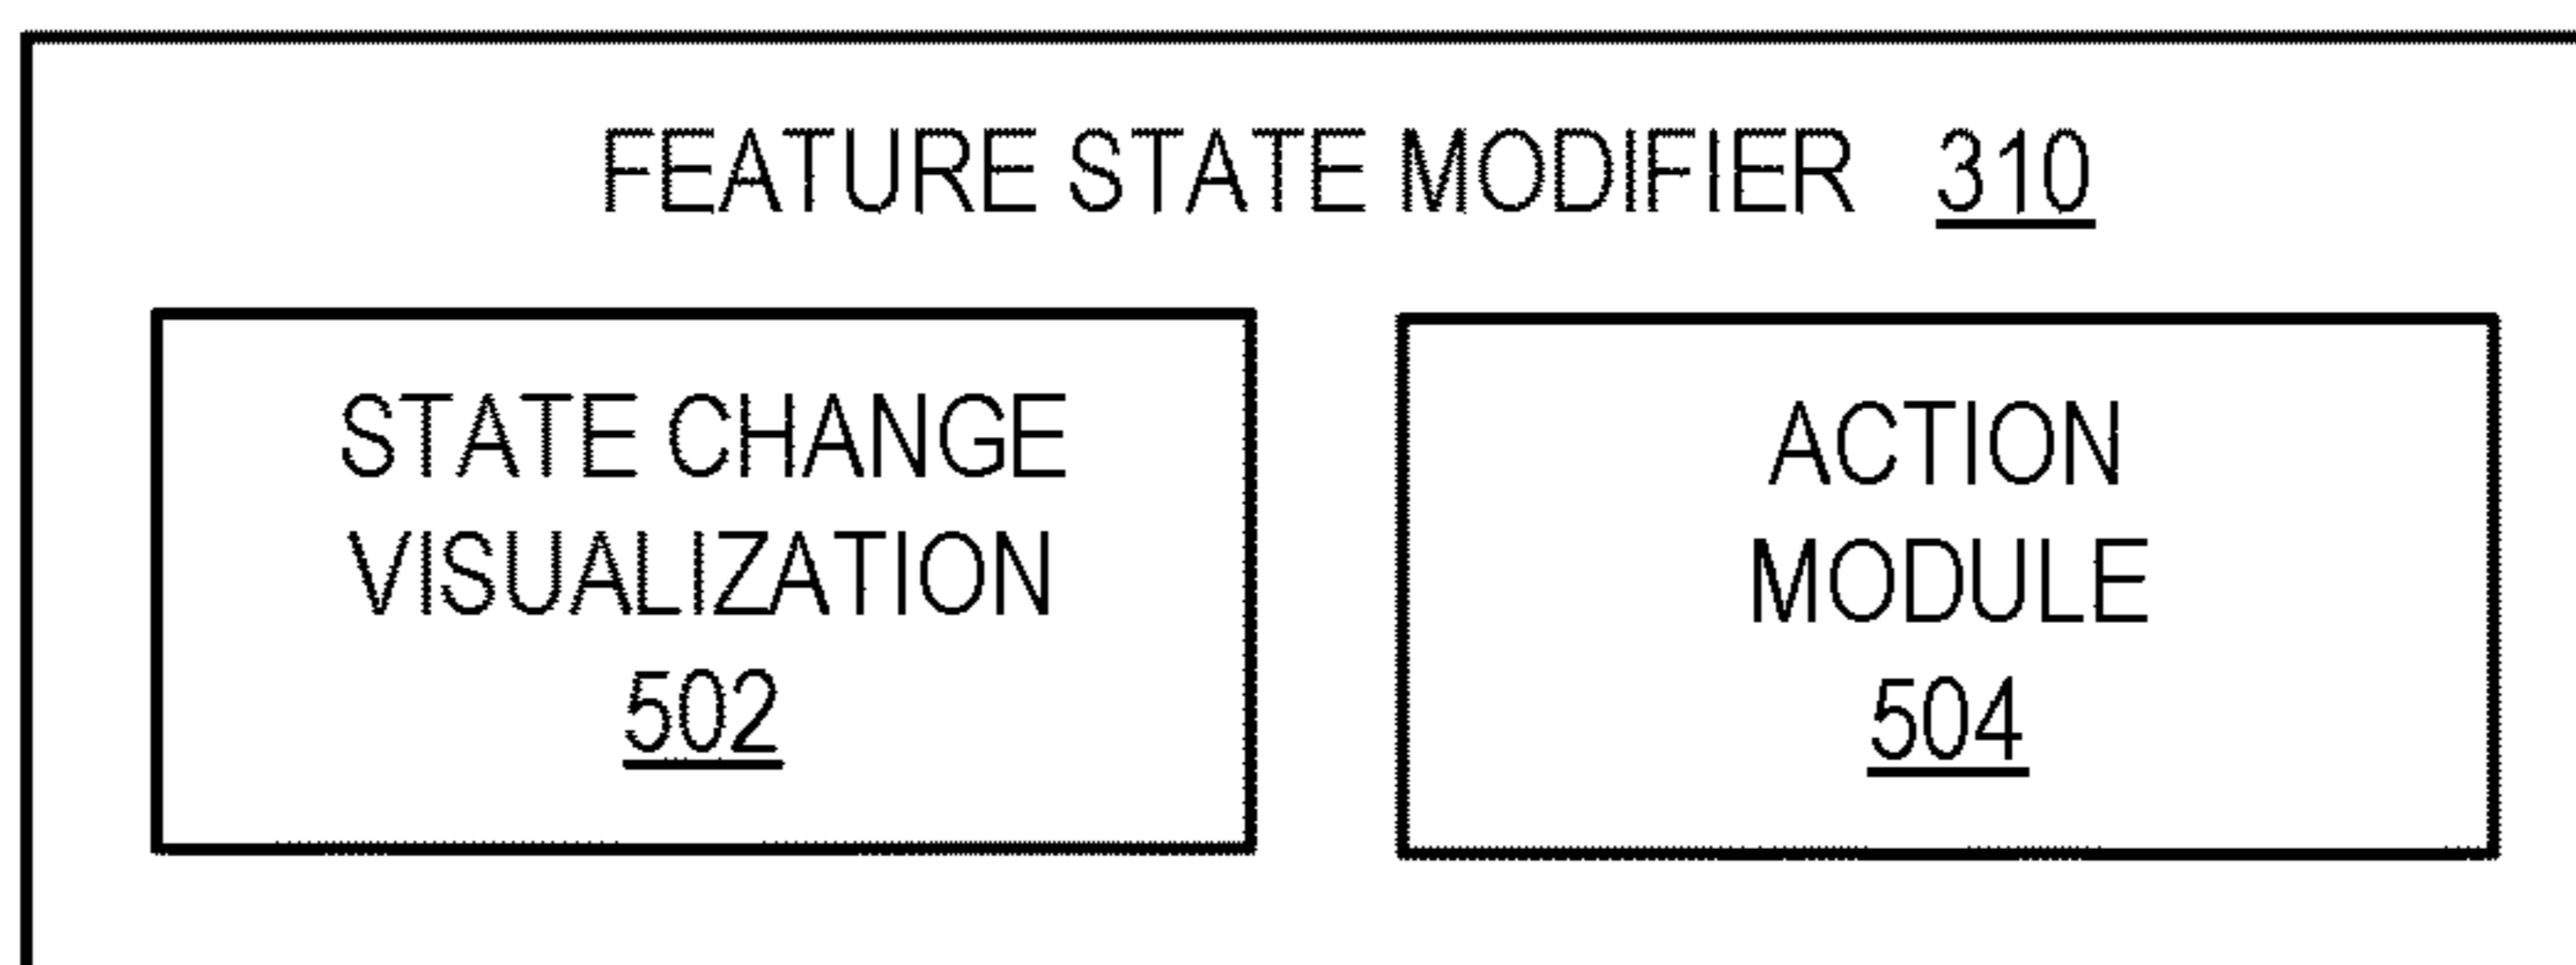 FEATURE STATE MODIFIER 310
STATE CHANGE
VISUALIZATION
502
ACTION
MODULE
504